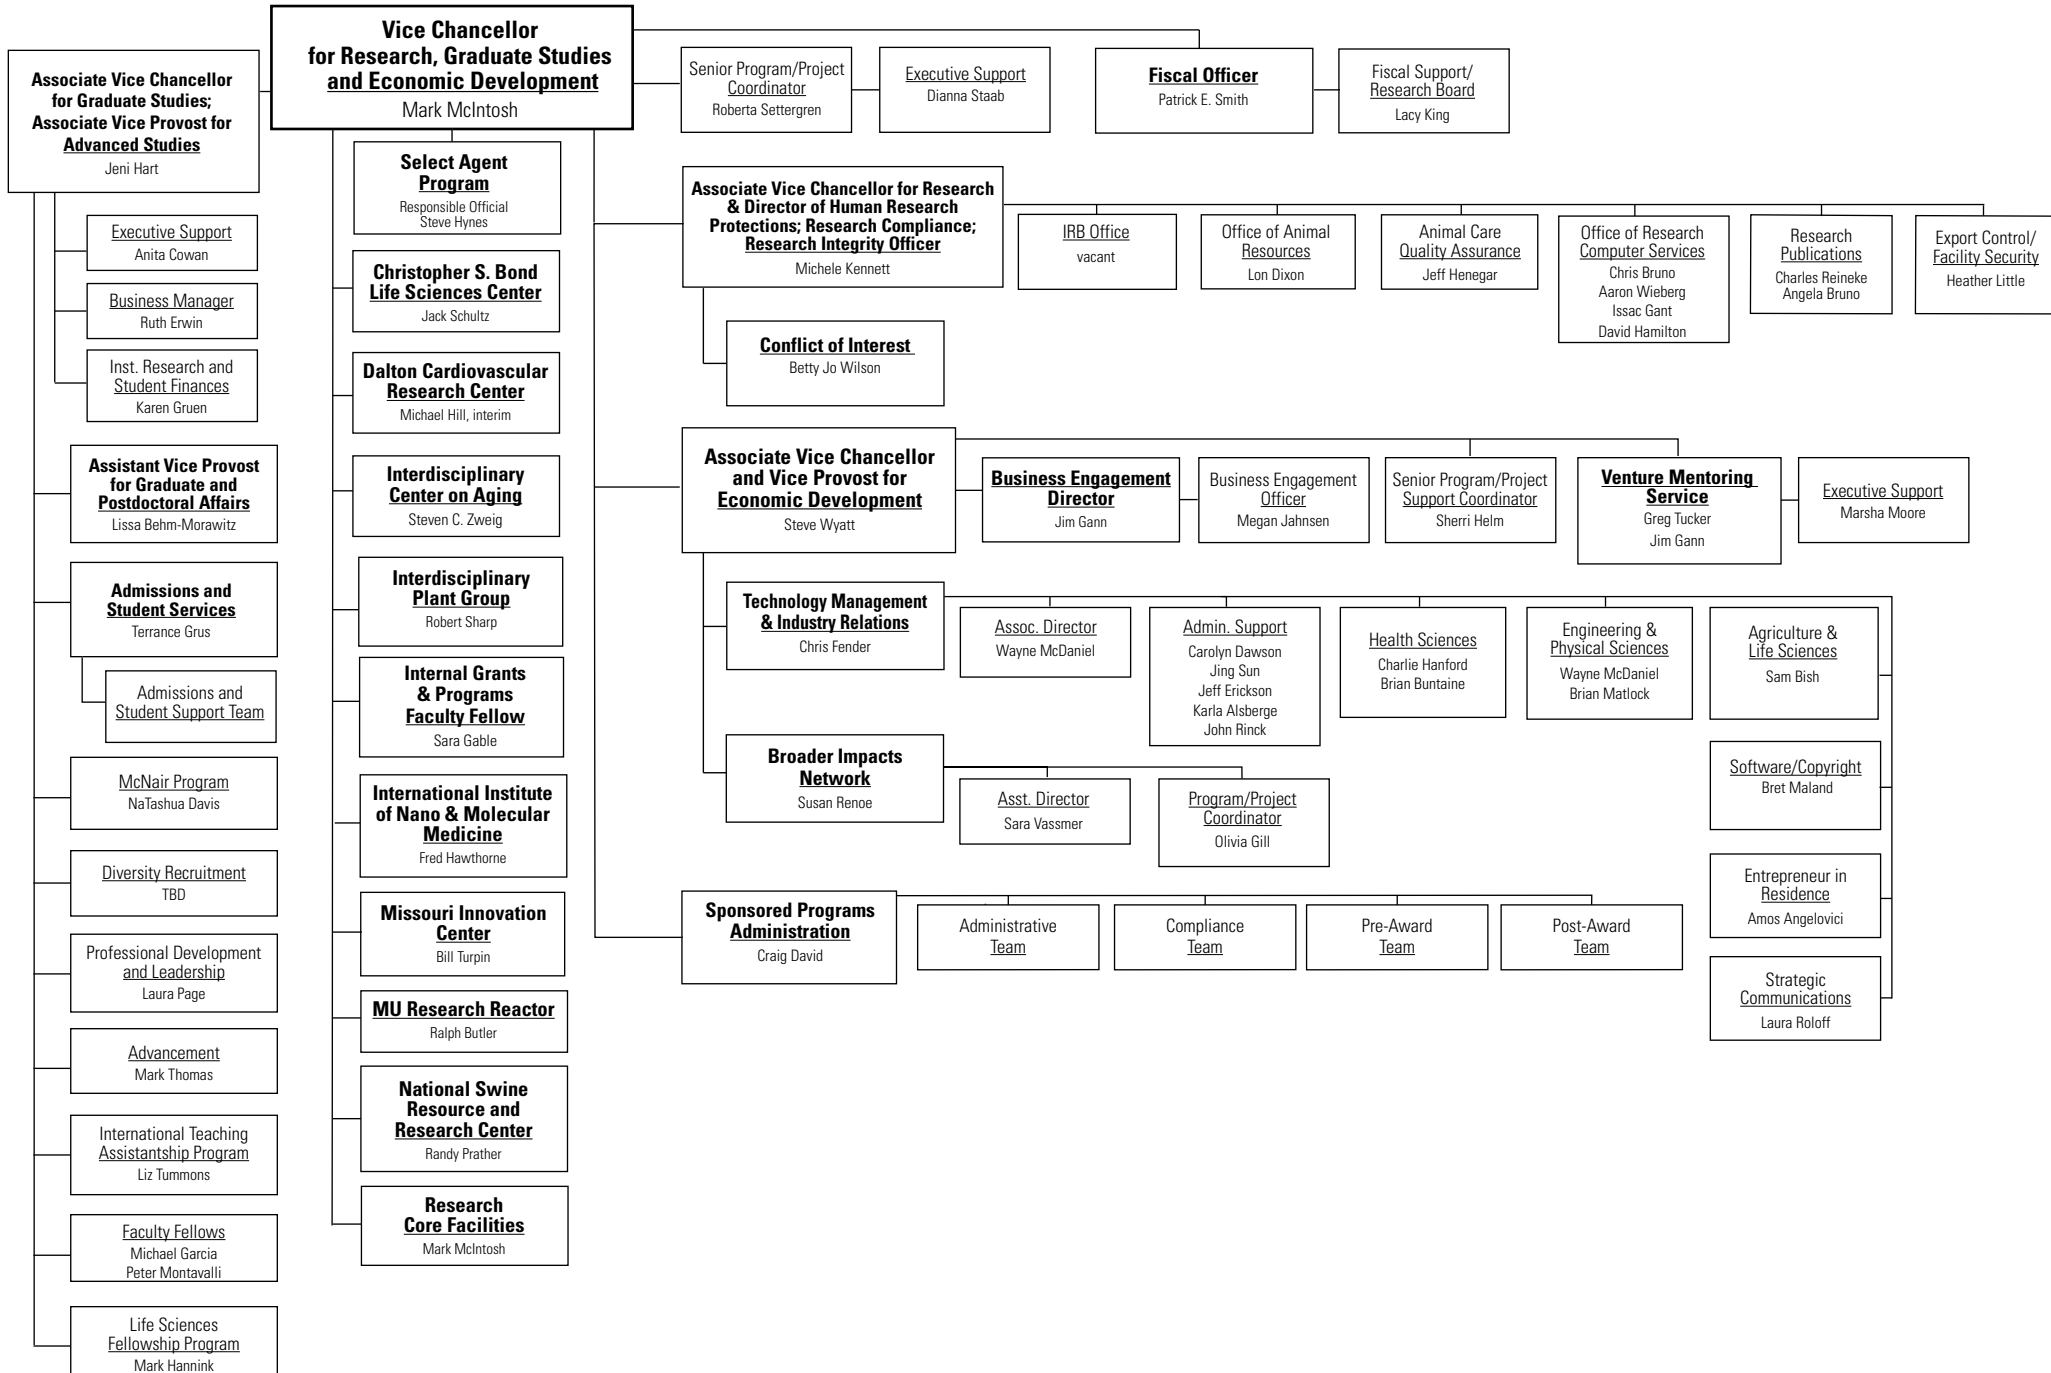 Vice Chancellor
for Research, Graduate Studies
and Economic Development
Mark McIntosh
Associate Vice Chancellor
for Graduate Studies;
Associate Vice Provost for
Advanced Studies
Jeni Hart
Executive Support
Anita Cowan
Business Manager
Ruth Erwin
Inst. Research and
Student Finances
Karen Gruen
Assistant Vice Provost
for Graduate and
Postdoctoral Affairs
Lissa Behm-Morawitz
Admissions and
Student Services
Terrance Grus
Admissions and
Student Support Team
McNair Program
NaTashua Davis
Diversity Recruitment
TBD
Professional Development
and Leadership
Laura Page
Advancement
Mark Thomas
International Teaching
Assistantship Program
Liz Tummons
Faculty Fellows
Michael Garcia
Peter Montavalli
Life Sciences
Fellowship Program
Mark Hannink
Select Agent
Program
Responsible Official
Steve Hynes
Christopher S. Bond
Life Sciences Center
Jack Schultz
Dalton Cardiovascular
Research Center
Michael Hill, interim
Interdisciplinary
Center on Aging
Steven C. Zweig
Interdisciplinary
Plant Group
Robert Sharp
Internal Grants
& Programs
Faculty Fellow
Sara Gable
International Institute
of Nano & Molecular
Medicine
Fred Hawthorne
Missouri Innovation
Center
Bill Turpin
MU Research Reactor
Ralph Butler
National Swine
Resource and
Research Center
Randy Prather
Research
Core Facilities
Mark McIntosh
Senior Program/Project
Coordinator
Roberta Settergren
Executive Support
Dianna Staab
Fiscal Officer
Patrick E. Smith
Fiscal Support/
Research Board
Lacy King
Associate Vice Chancellor for Research
& Director of Human Research
Protections; Research Compliance;
Research Integrity Officer
Michele Kennett
IRB Office
vacant
Office of Animal
Resources
Lon Dixon
Animal Care
Quality Assurance
Jeff Henegar
Office of Research
Computer Services
Chris Bruno
Aaron Wieberg
Issac Gant
David Hamilton
Research
Publications
Charles Reineke
Angela Bruno
Export Control/
Facility Security
Heather Little
Conflict of Interest
Betty Jo Wilson
Associate Vice Chancellor
and Vice Provost for
Economic Development
Steve Wyatt
Business Engagement
Director
Jim Gann
Business Engagement
Officer
Megan Jahnsen
Senior Program/Project
Support Coordinator
Sherri Helm
Venture Mentoring
Service
Greg Tucker
Jim Gann
Executive Support
Marsha Moore
Technology Management
& Industry Relations
Chris Fender
Assoc. Director
Wayne McDaniel
Admin. Support
Carolyn Dawson
Jing Sun
Jeff Erickson
Karla Alsberge
John Rinck
Health Sciences
Charlie Hanford
Brian Buntaine
Engineering &
Physical Sciences
Wayne McDaniel
Brian Matlock
Agriculture &
Life Sciences
Sam Bish
Software/Copyright
Bret Maland
Entrepreneur in
Residence
Amos Angelovici
Strategic
Communications
Laura Roloff
Broader Impacts
Network
Susan Renoe
Asst. Director
Sara Vassmer
Program/Project
Coordinator
Olivia Gill
Sponsored Programs
Administration
Craig David
Administrative
Team
Compliance
Team
Pre-Award
Team
Post-Award
Team